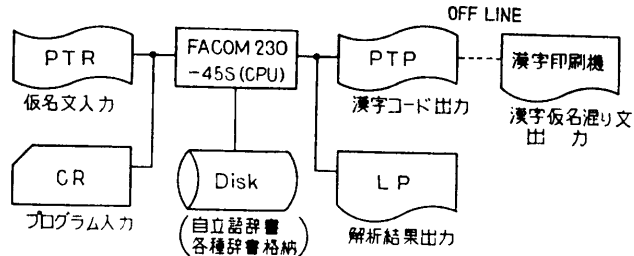 OFF LINE
PTR
仮名文入力
FACOM 230
-45S(CPU)
PTP
漢字コード出力
漢字印刷機
漢字仮名混り文
出力
CR
プログラム入力
Disk
(自立語辞書
各種辞書格納)
LP
解析結果出力